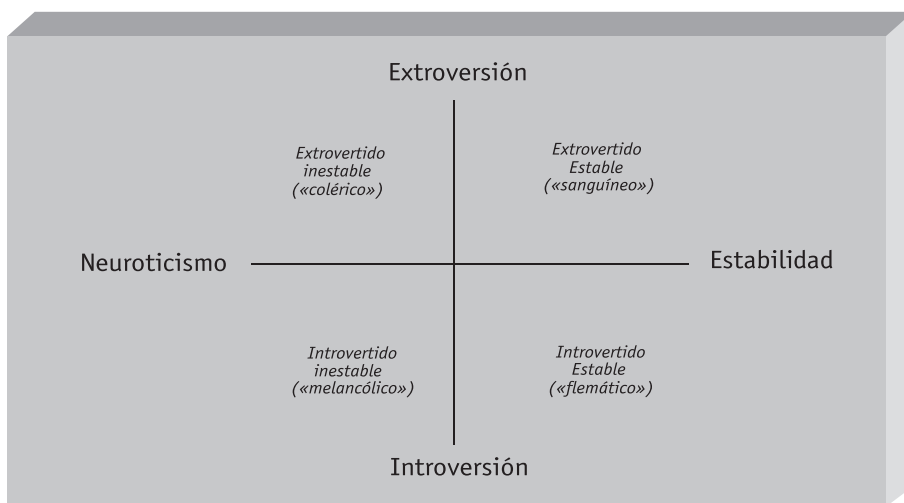 Extroversión
Extrovertido
inestable
(«colérico»)
Extrovertido
Estable
(«sanguíneo»)
Neuroticismo
Estabilidad
Introvertido
inestable
(«melancólico»)
Introvertido
Estable
(«flemático»)
Introversión